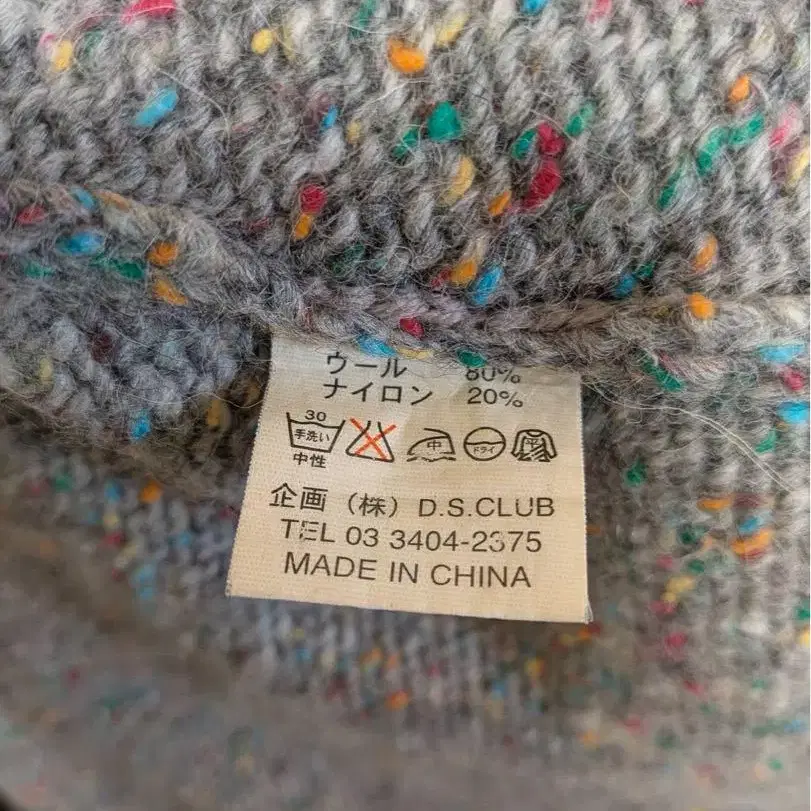 ウール 80%
ナイロン 20%
30 手洗い 中性 中 ドライ 平
企画 (株) D.S.CLUB
TEL 03 3404-2375
MADE IN CHINA